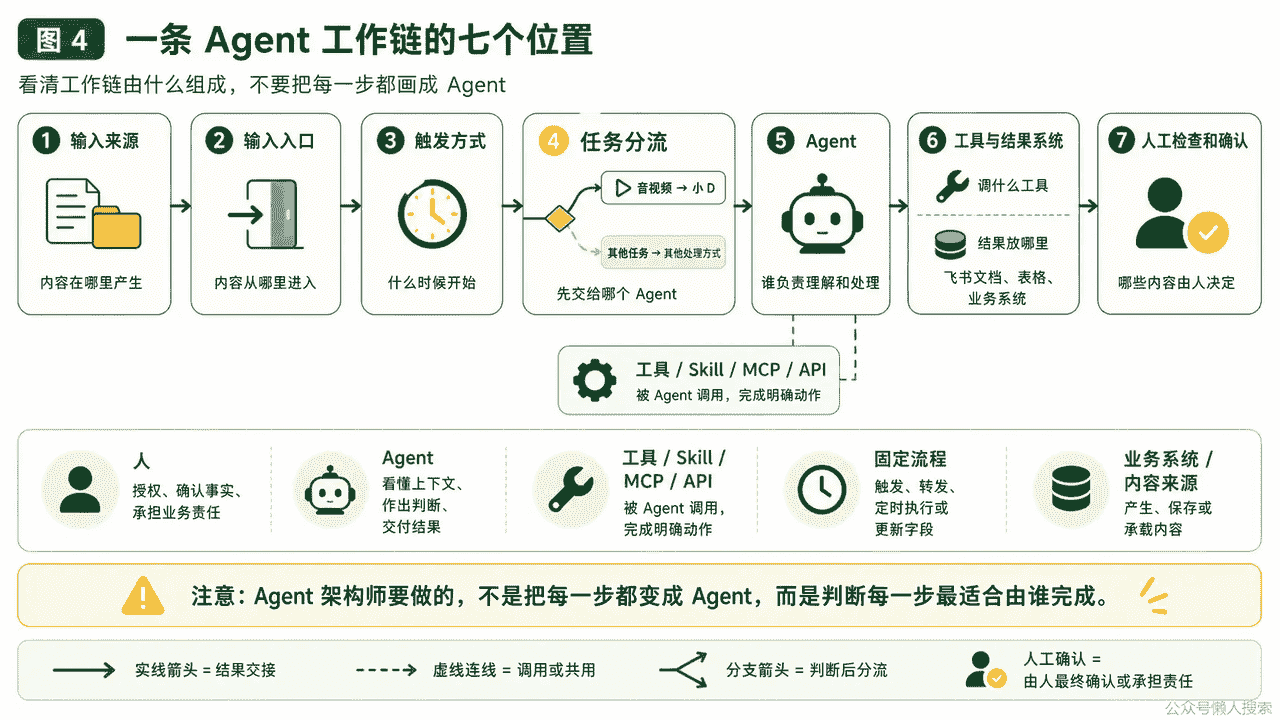 图 4
一条 Agent 工作链的七个位置
看清工作链由什么组成，不要把每一步都画成 Agent
1 输入来源
内容在哪里产生
2 输入入口
内容从哪里进入
3 触发方式
什么时候开始
4 任务分流
音视频 → 小 D
其他任务 → 其他处理方式
先交给哪个 Agent
5 Agent
谁负责理解和处理
6 工具与结果系统
调什么工具
结果放哪里
飞书文档、表格、
业务系统
7 人工检查和确认
哪些内容由人决定
工具 / Skill / MCP / API
被 Agent 调用，完成明确动作
人
授权、确认事实、
承担业务责任
Agent
看懂上下文、
作出判断、
交付结果
工具 / Skill /
MCP / API
被 Agent 调用，
完成明确动作
固定流程
触发、转发、
定时执行或
更新字段
业务系统 /
内容来源
产生、保存或
承载内容
注意：Agent 架构师要做的，不是把每一步都变成 Agent，而是判断每一步最适合由谁完成。
实线箭头 = 结果交接
虚线连线 = 调用或共用
分支箭头 = 判断后分流
人工确认 =
由人最终确认或承担责任
公众号懒人搜索